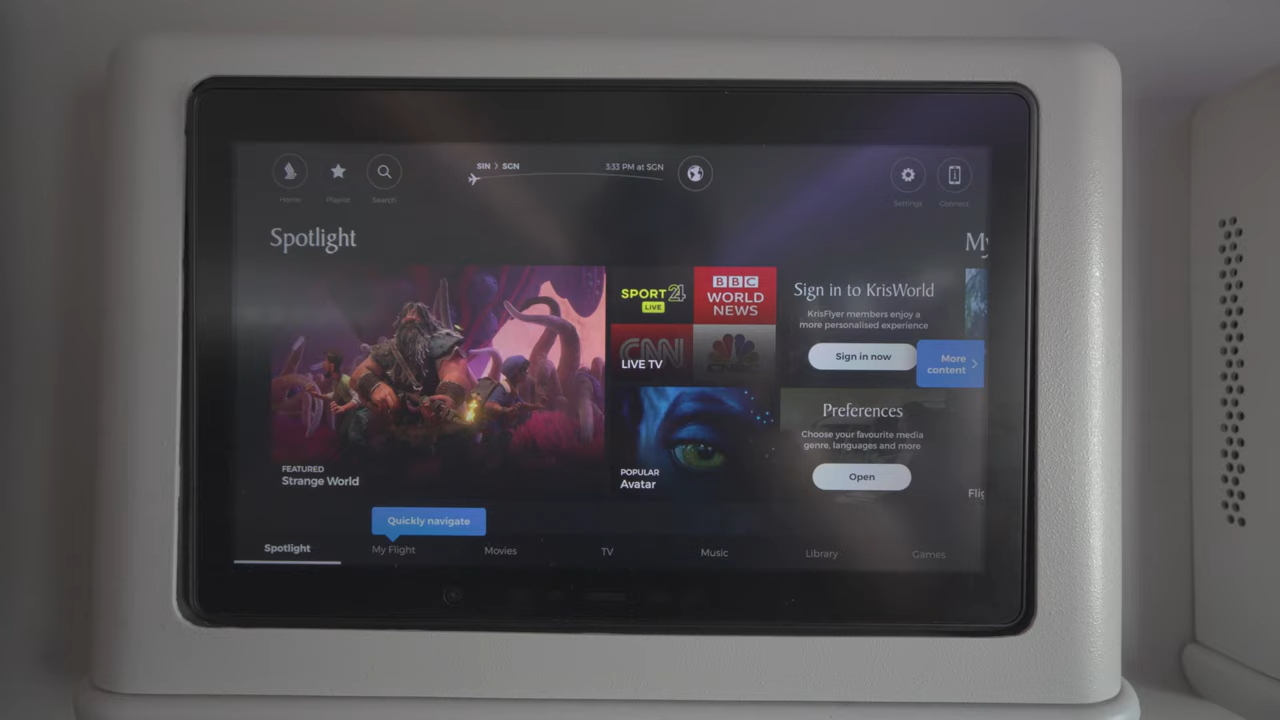 SIN > SGN
3:33 PM at SGN
Home
Playlist
Search
Settings
Connect
Spotlight
My
SPORT 24
LIVE
BBC
WORLD
NEWS
CNN
LIVE TV
Sign in to KrisWorld
KrisFlyer members enjoy a
more personalised experience
Sign in now
More
content
Preferences
Choose your favourite media
genre, languages and more
Open
FEATURED
Strange World
POPULAR
Avatar
Flig
Quickly navigate
Spotlight
My Flight
Movies
TV
Music
Library
Games